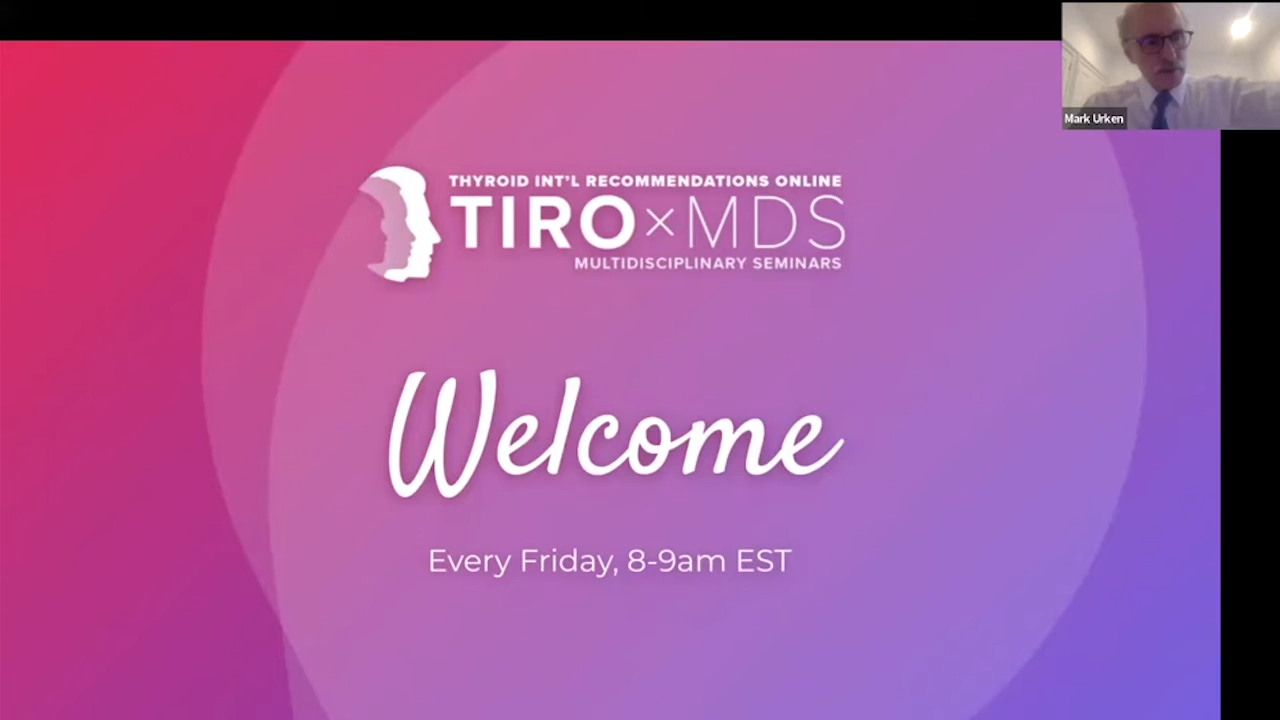 Mark Urken
THYROID INT'L RECOMMENDATIONS ONLINE
TIRO×MDS
MULTIDISCIPLINARY SEMINARS
Welcome
Every Friday, 8-9am EST